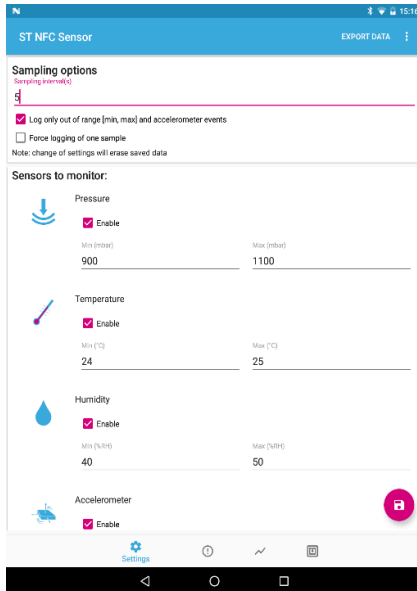 15:16
ST NFC Sensor
EXPORT DATA
Sampling options
Sampling interval(s)
5
Log only out of range [min, max] and accelerometer events
Force logging of one sample
Note: change of settings will erase saved data
Sensors to monitor:
Pressure
Enable
Min (mbar) Max (mbar)
900 1100
Temperature
Enable
Min (°C) Max (°C)
24 25
Humidity
Enable
Min (%RH) Max (%RH)
40 50
Accelerometer
Enable
Settings